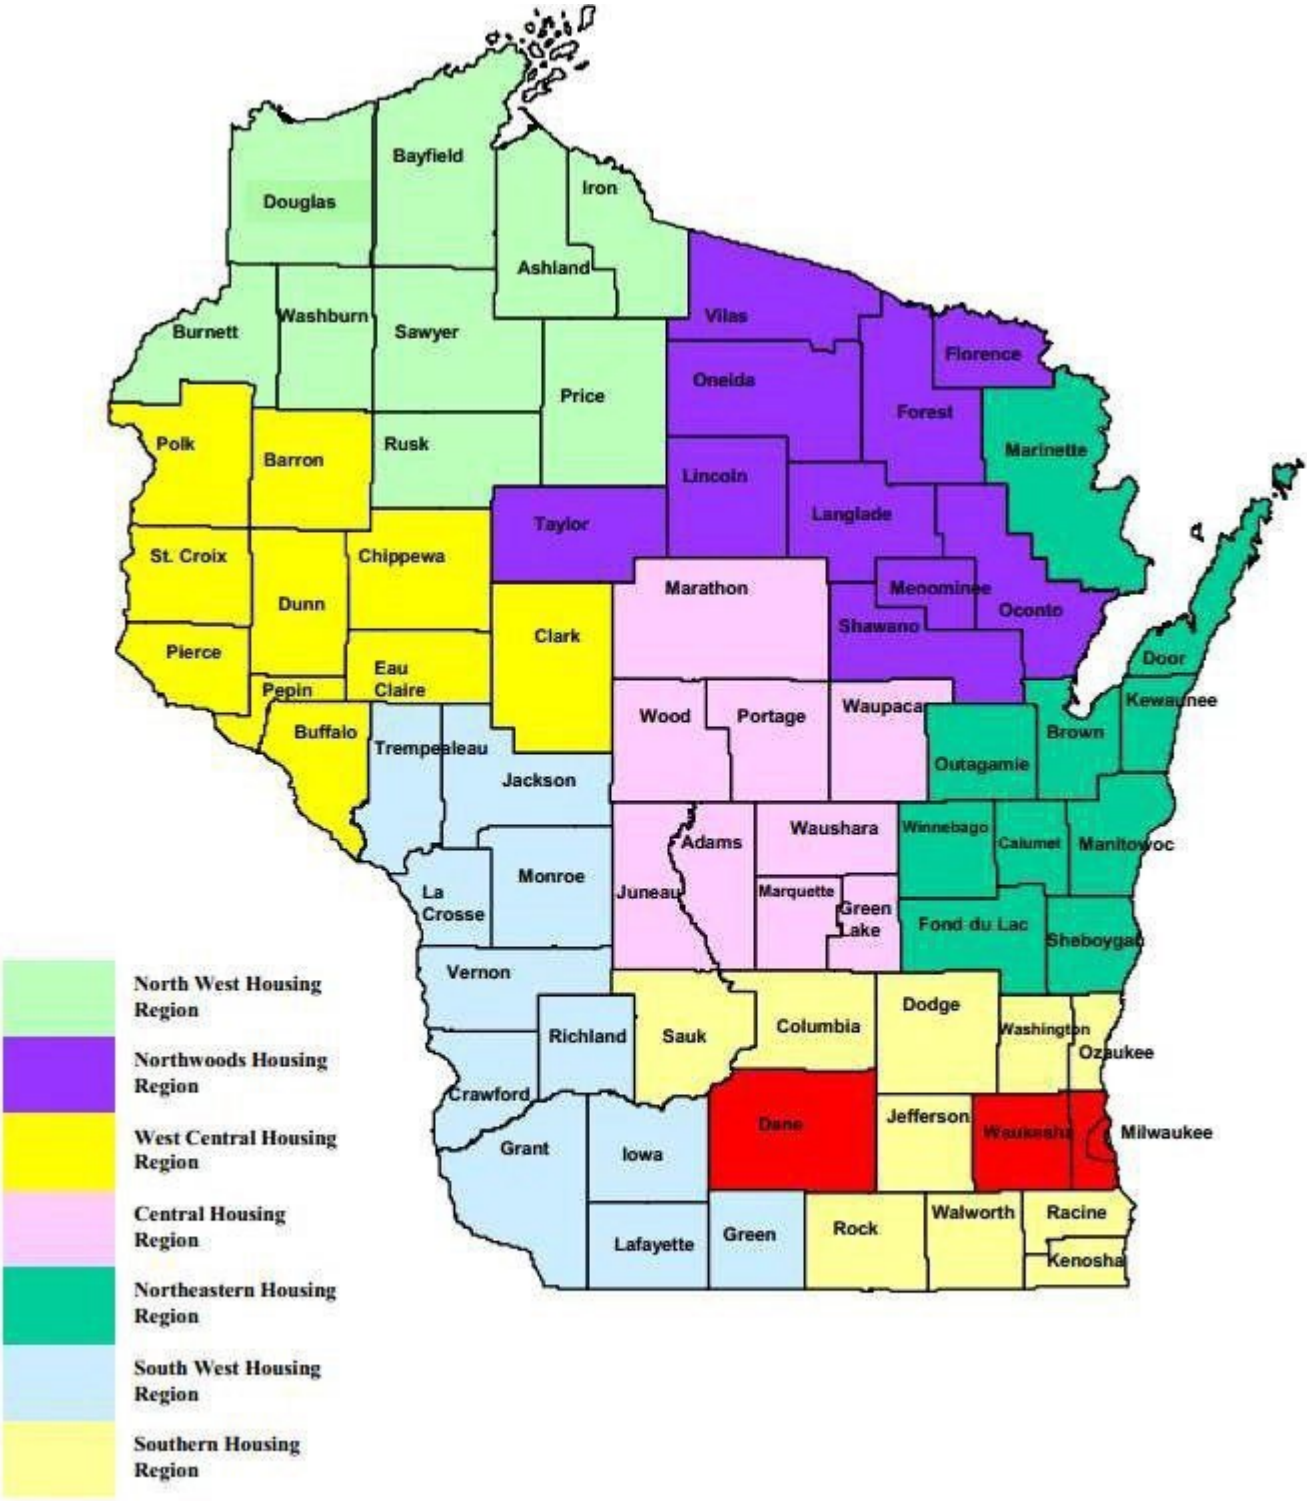 Bayfield
Iron
Douglas
Ashland
Vilas
Washburn
Burnett
Sawyer
Florence
Oneida
Price
Forest
Polk
Rusk
Marinette
Barron
Lincoln
Langlade
Taylor
St. Croix
Chippewa
Marathon
Menominee
Dunn
Oconto
Shawano
Clark
Pierce
Door
Eau
Claire
Pepin
Kewaunee
Waupaca
Wood
Portage
Buffalo
Brown
Trempealeau
Outagamie
Jackson
Winnebago
Waushara
Adams
Calumet
Manitowoc
Monroe
La
Crosse
Juneau
Marquette
Green
Lake
Fond du Lac
Sheboygan
Vernon
North West Housing
Region
Dodge
Columbia
Washington
Richland
Sauk
Ozaukee
Northwoods Housing
Region
Crawford
Jefferson
Dane
Waukesha
Milwaukee
West Central Housing
Region
Grant
Iowa
Walworth
Racine
Central Housing
Region
Rock
Green
Lafayette
Kenosha
Northeastern Housing
Region
South West Housing
Region
Southern Housing
Region